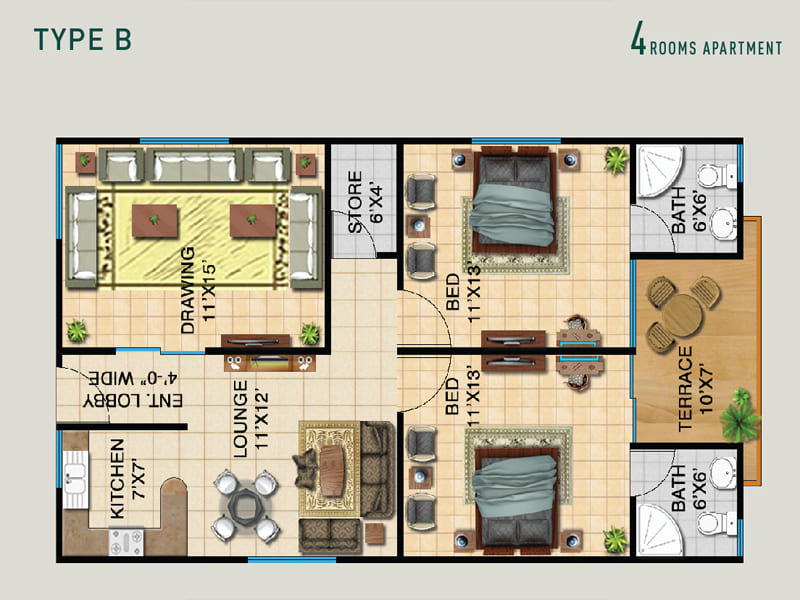 TYPE B
4 ROOMS APARTMENT
DRAWING
11'X15'
STORE
6'X4'
BED
11'X13'
BATH
6'X6'
TERRACE
10'X7'
ENT. LOBBY
4'-0" WIDE
LOUNGE
11'X12'
KITCHEN
7'X7'
BED
11'X13'
BATH
6'X6'